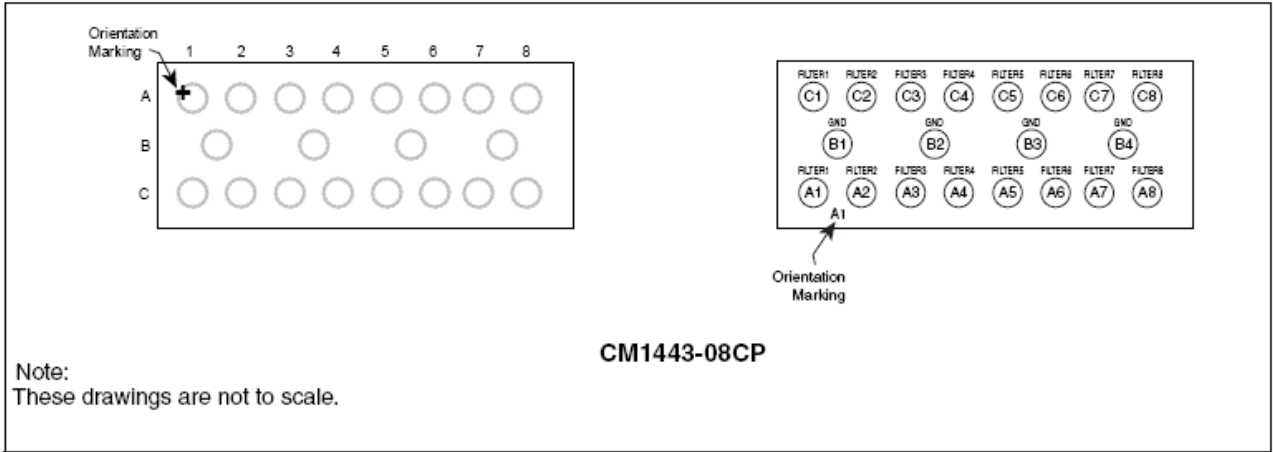 Orientation
Marking
1 2 3 4 5 6 7 8
A
B
C
FILTER1 FILTER2 FILTER3 FILTER4 FILTER5 FILTER6 FILTER7 FILTER8
C1 C2 C3 C4 C5 C6 C7 C8
GND GND GND GND
B1 B2 B3 B4
FILTER1 FILTER2 FILTER3 FILTER4 FILTER5 FILTER6 FILTER7 FILTER8
A1 A2 A3 A4 A5 A6 A7 A8
A1
Orientation
Marking
CM1443-08CP
Note:
These drawings are not to scale.